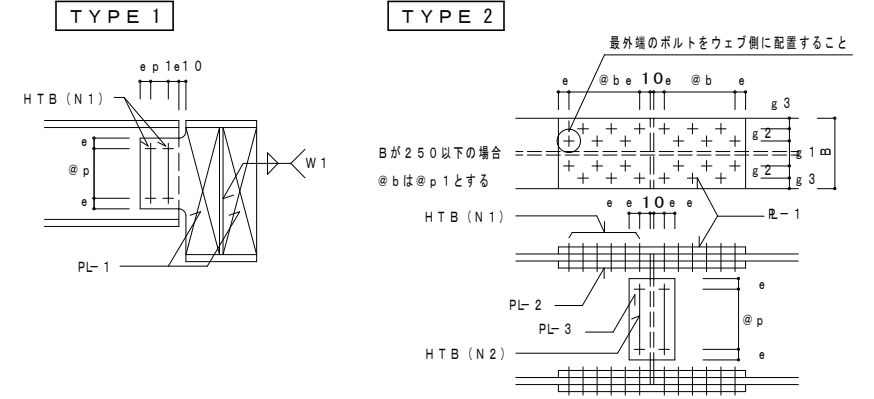 TYPE1
ep1e10
HTB(N1)
e
@p
e
W1
PL-1
TYPE2
最外端のボルトをウェブ側に配置すること
e @b e 10 e @b e
g3
g2
g1
B
g2
g3
Bが250以下の場合
@bは@p1とする
e e 10 e e
HTB(N1)
PL-1
PL-2
PL-3
e
@p
e
HTB(N2)